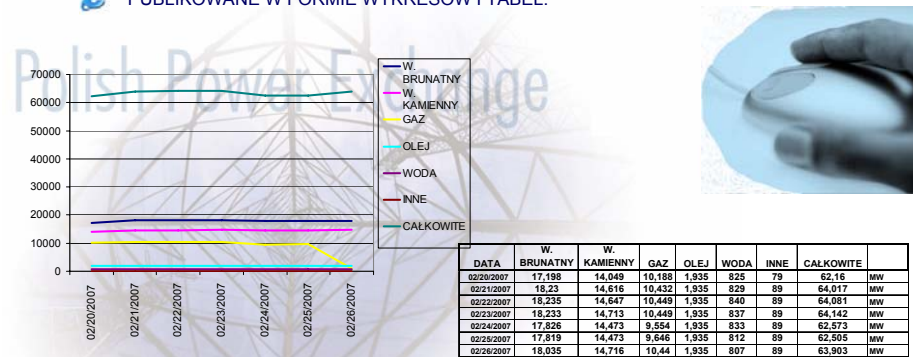 PUBLIKOWANE W FORMIE WYKRESÓW I TABEL:
Polish Power Exchange
70000
60000
50000
40000
30000
20000
10000
0
02/20/2007
02/21/2007
02/22/2007
02/23/2007
02/24/2007
02/25/2007
02/26/2007
W. BRUNATNY
W. KAMIENNY
GAZ
OLEJ
WODA
INNE
CAŁKOWITE
DATA W. BRUNATNY W. KAMIENNY GAZ OLEJ WODA INNE CAŁKOWITE
02/20/2007 17,198 14,049 10,188 1,935 825 79 62,16 MW
02/21/2007 18,23 14,616 10,432 1,935 829 89 64,017 MW
02/22/2007 18,235 14,647 10,449 1,935 840 89 64,081 MW
02/23/2007 18,233 14,713 10,449 1,935 837 89 64,142 MW
02/24/2007 17,826 14,473 9,554 1,935 833 89 62,573 MW
02/25/2007 17,819 14,473 9,646 1,935 812 89 62,505 MW
02/26/2007 18,035 14,716 10,44 1,935 807 89 63,903 MW